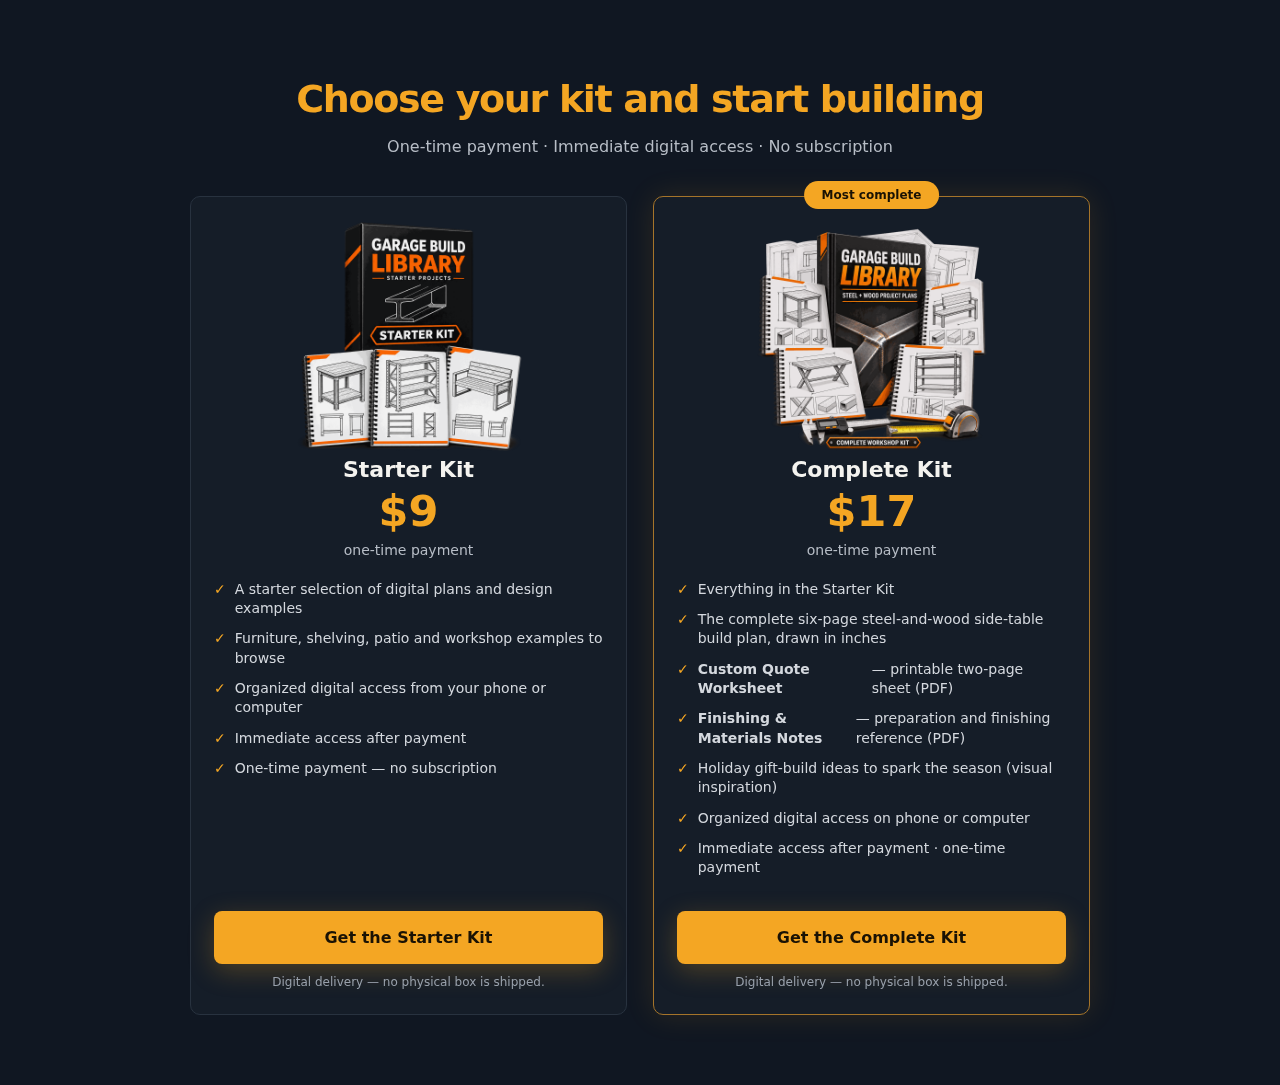 Choose your kit and start building
One-time payment · Immediate digital access · No subscription
GARAGE BUILD
LIBRARY
STARTER PROJECTS
STARTER KIT
Starter Kit
$9
one-time payment
✓ A starter selection of digital plans and design
examples
✓ Furniture, shelving, patio and workshop examples to
browse
✓ Organized digital access from your phone or
computer
✓ Immediate access after payment
✓ One-time payment — no subscription
Get the Starter Kit
Digital delivery — no physical box is shipped.
Most complete
GARAGE BUILD
LIBRARY
STEEL + WOOD PROJECT PLANS
COMPLETE WORKSHOP KIT
Complete Kit
$17
one-time payment
✓ Everything in the Starter Kit
✓ The complete six-page steel-and-wood side-table
build plan, drawn in inches
✓ Custom Quote Worksheet — printable two-page sheet (PDF)
✓ Finishing & Materials Notes — preparation and finishing reference (PDF)
✓ Holiday gift-build ideas to spark the season (visual
inspiration)
✓ Organized digital access on phone or computer
✓ Immediate access after payment · one-time
payment
Get the Complete Kit
Digital delivery — no physical box is shipped.